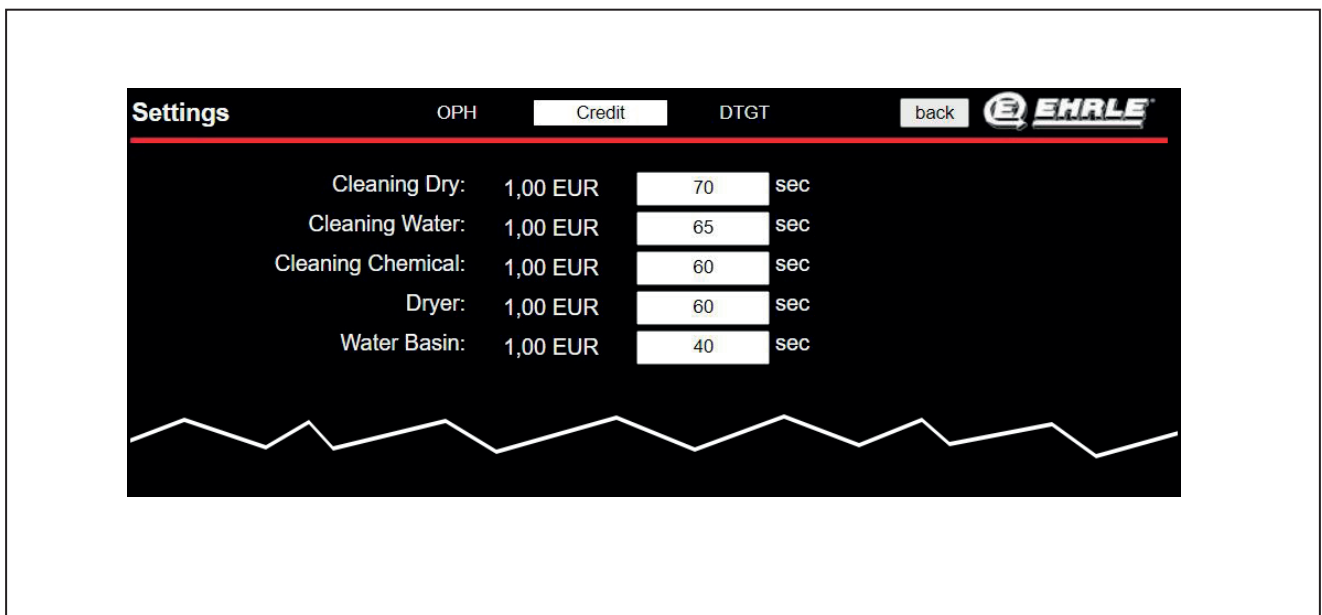 Settings OPH Credit DTGT back EHRLE
Cleaning Dry: 1,00 EUR 70 sec
Cleaning Water: 1,00 EUR 65 sec
Cleaning Chemical: 1,00 EUR 60 sec
Dryer: 1,00 EUR 60 sec
Water Basin: 1,00 EUR 40 sec